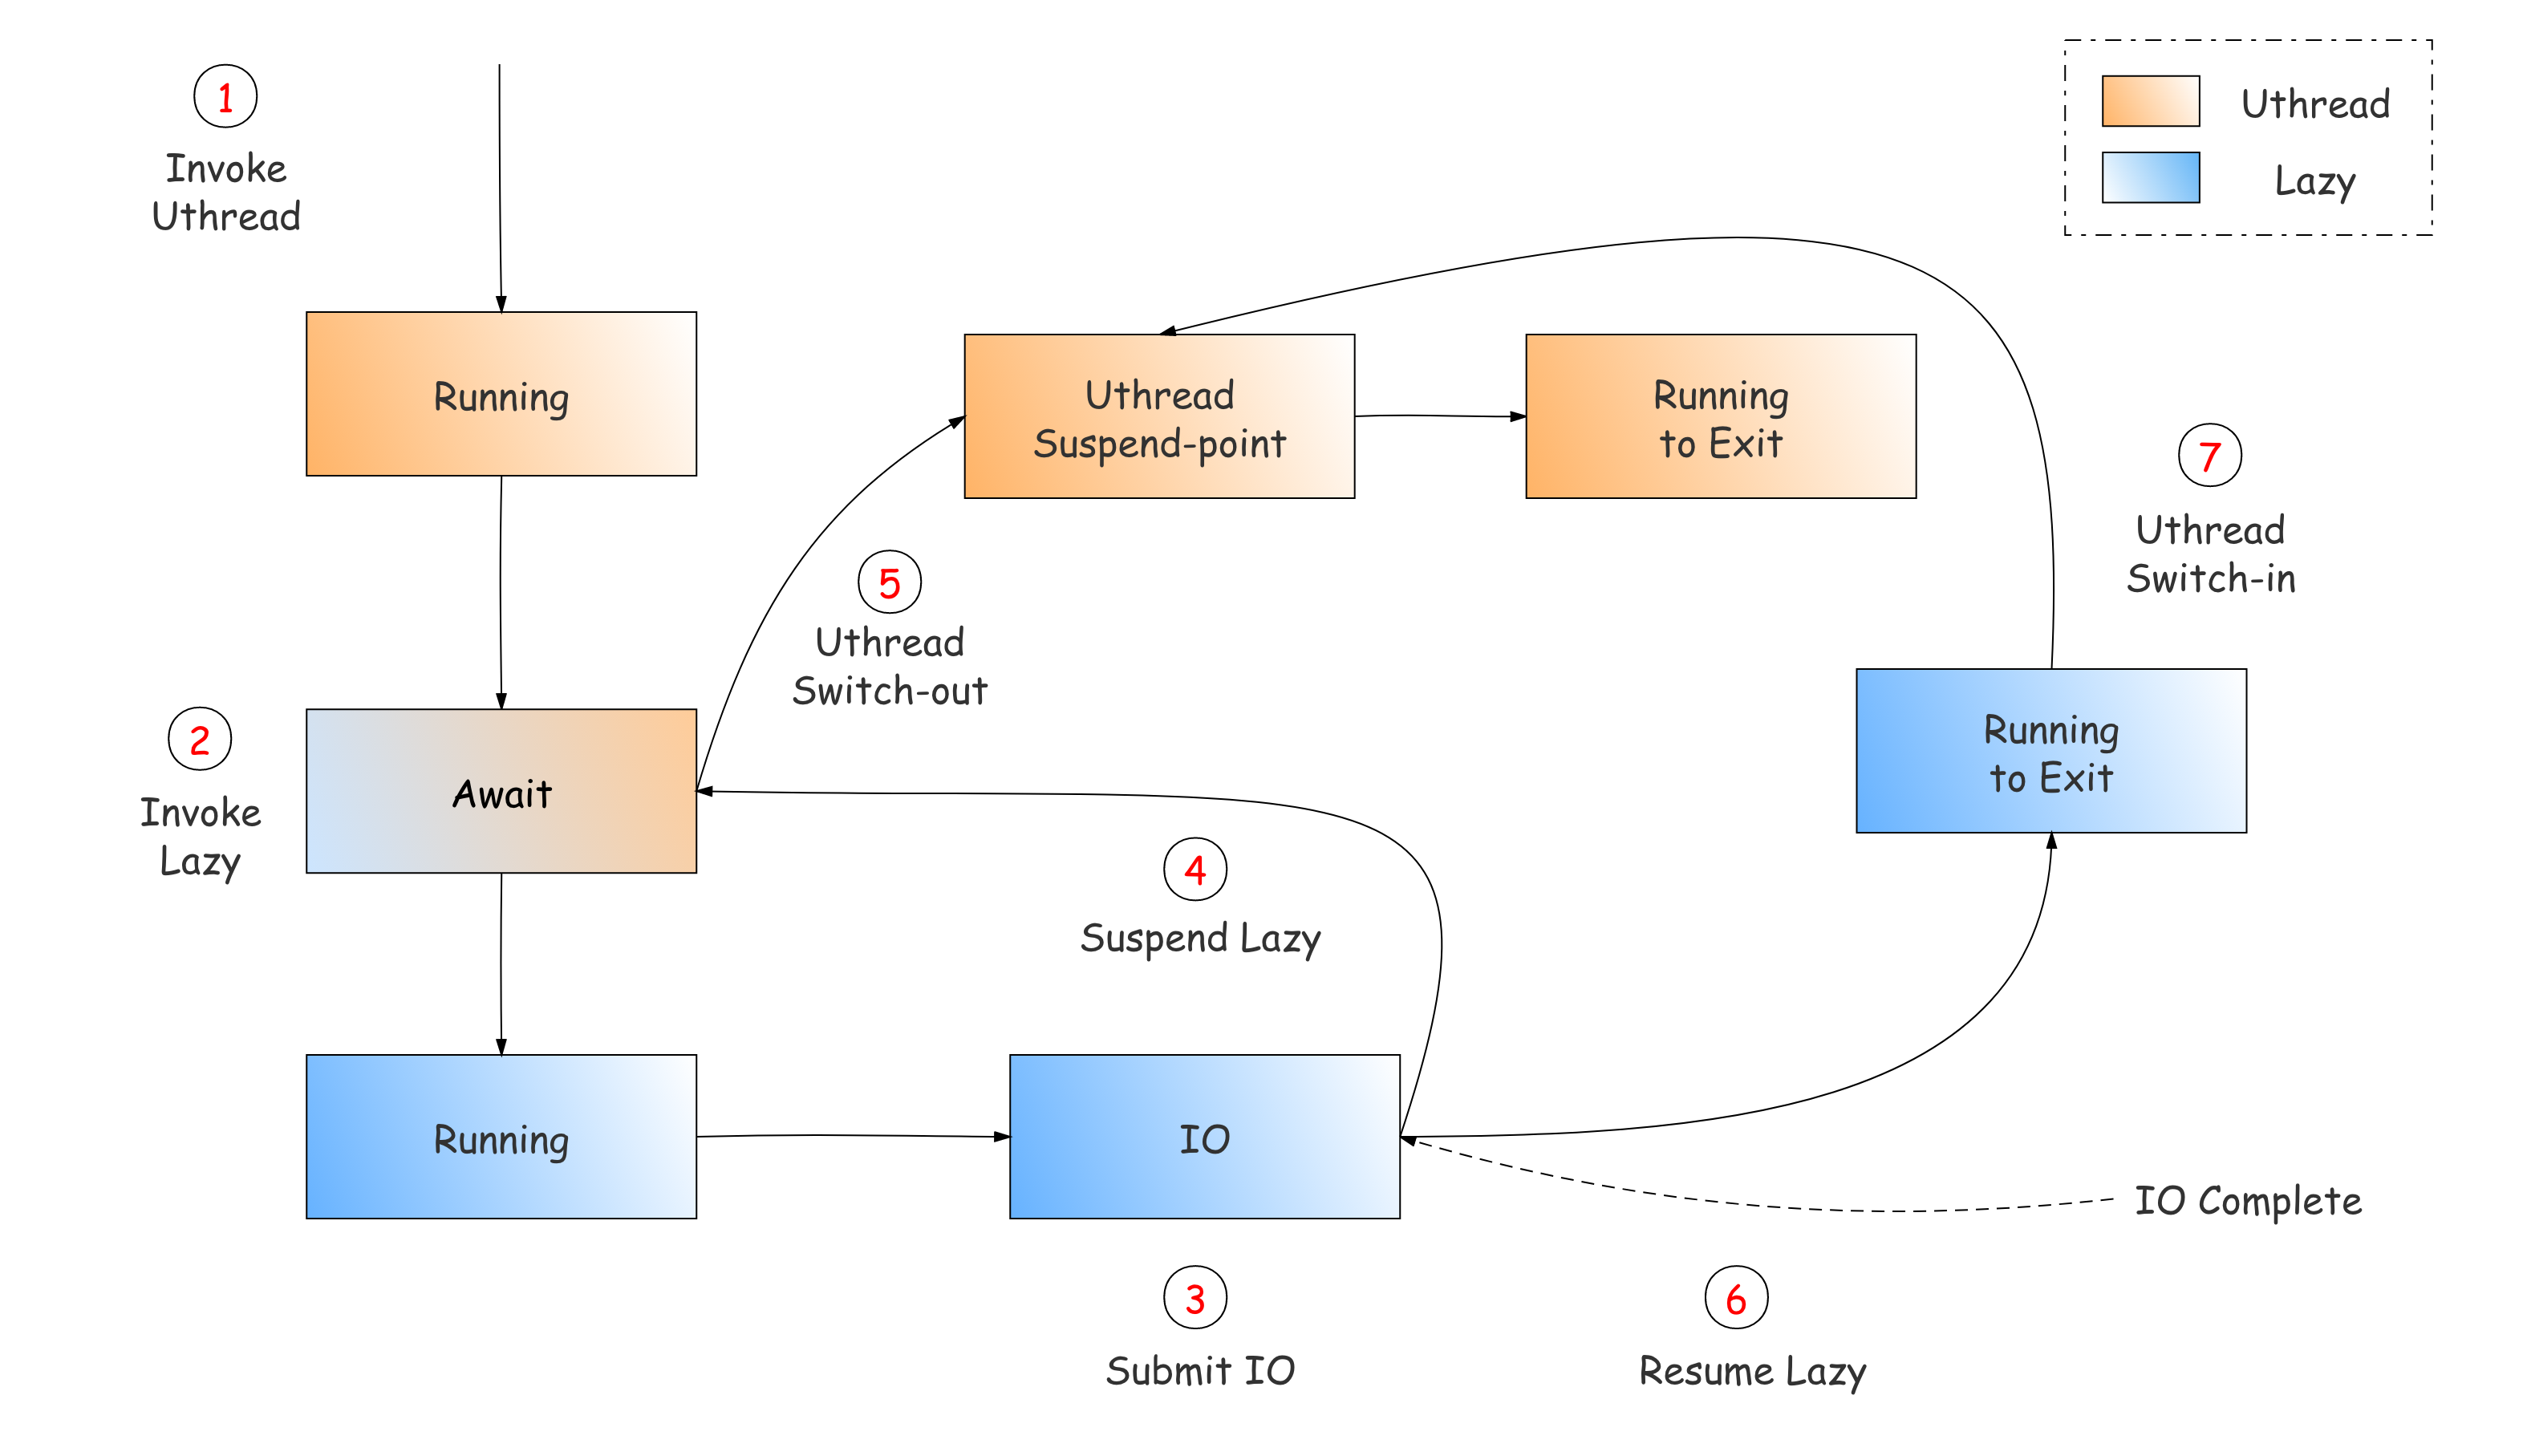 1
Invoke
Uthread
Uthread
Lazy
Running
Uthread
Suspend-point
Running
to Exit
7
Uthread
Switch-in
5
Uthread
Switch-out
2
Invoke
Lazy
Await
Running
to Exit
4
Suspend Lazy
Running
IO
IO Complete
3
Submit IO
6
Resume Lazy